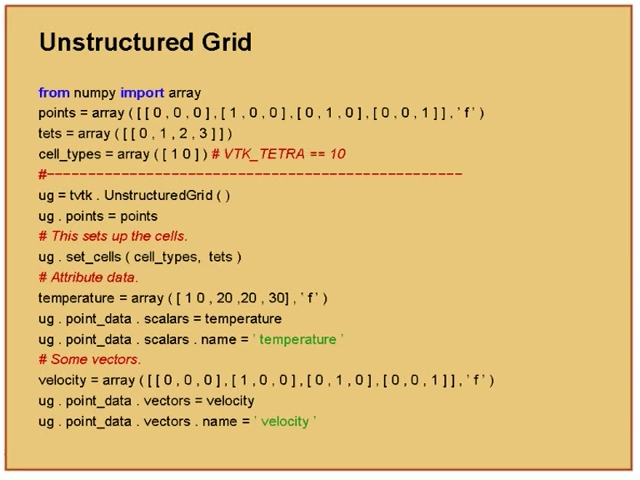 Unstructured Grid
from numpy import array
points = array ( [ [ 0 , 0 , 0 ] , [ 1 , 0 , 0 ] , [ 0 , 1 , 0 ] , [ 0 , 0 , 1 ] ] , ’ f ’ )
tets = array ( [ [ 0 , 1 , 2 , 3 ] ] )
cell_types = array ( [ 1 0 ] ) # VTK_TETRA == 10
#−−−−−−−−−−−−−−−−−−−−−−−−−−−−−−−−−−−−−−−−−−−−−−−−−−
ug = tvtk . UnstructuredGrid ( )
ug . points = points
# This sets up the cells.
ug . set_cells ( cell_types, tets )
# Attribute data.
temperature = array ( [ 1 0 , 20 ,20 , 30] , ’ f ’ )
ug . point_data . scalars = temperature
ug . point_data . scalars . name = ’ temperature ’
# Some vectors.
velocity = array ( [ [ 0 , 0 , 0 ] , [ 1 , 0 , 0 ] , [ 0 , 1 , 0 ] , [ 0 , 0 , 1 ] ] , ’ f ’ )
ug . point_data . vectors = velocity
ug . point_data . vectors . name = ’ velocity ’